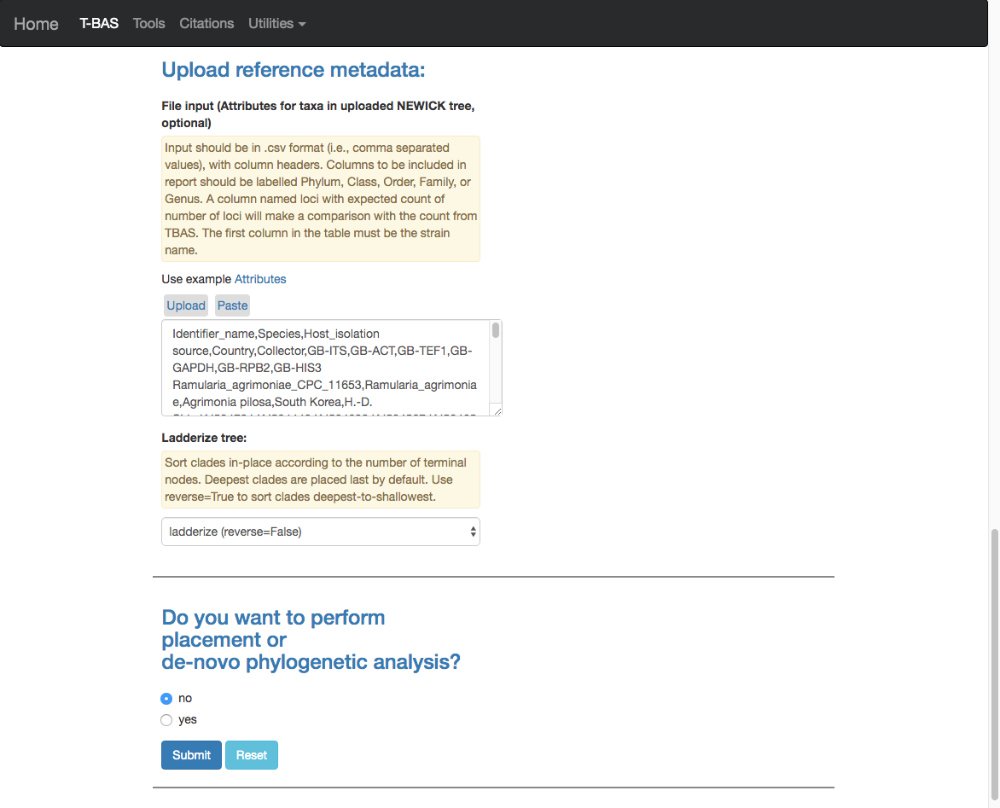 Home T-BAS Tools Citations Utilities
Upload reference metadata:
File input (Attributes for taxa in uploaded NEWICK tree,
optional)
Input should be in .csv format (i.e., comma separated
values), with column headers. Columns to be included in
report should be labelled Phylum, Class, Order, Family, or
Genus. A column named loci with expected count of
number of loci will make a comparison with the count from
TBAS. The first column in the table must be the strain
name.
Use example Attributes
Upload Paste
Identifier_name,Species,Host_isolation
source,Country,Collector,GB-ITS,GB-ACT,GB-TEF1,GB-
GAPDH,GB-RPB2,GB-HIS3
Ramularia_agrimoniae_CPC_11653,Ramularia_agrimonia
e,Agrimonia pilosa,South Korea,H.-D.
Ladderize tree:
Sort clades in-place according to the number of terminal
nodes. Deepest clades are placed last by default. Use
reverse=True to sort clades deepest-to-shallowest.
ladderize (reverse=False)
Do you want to perform
placement or
de-novo phylogenetic analysis?
no
yes
Submit Reset